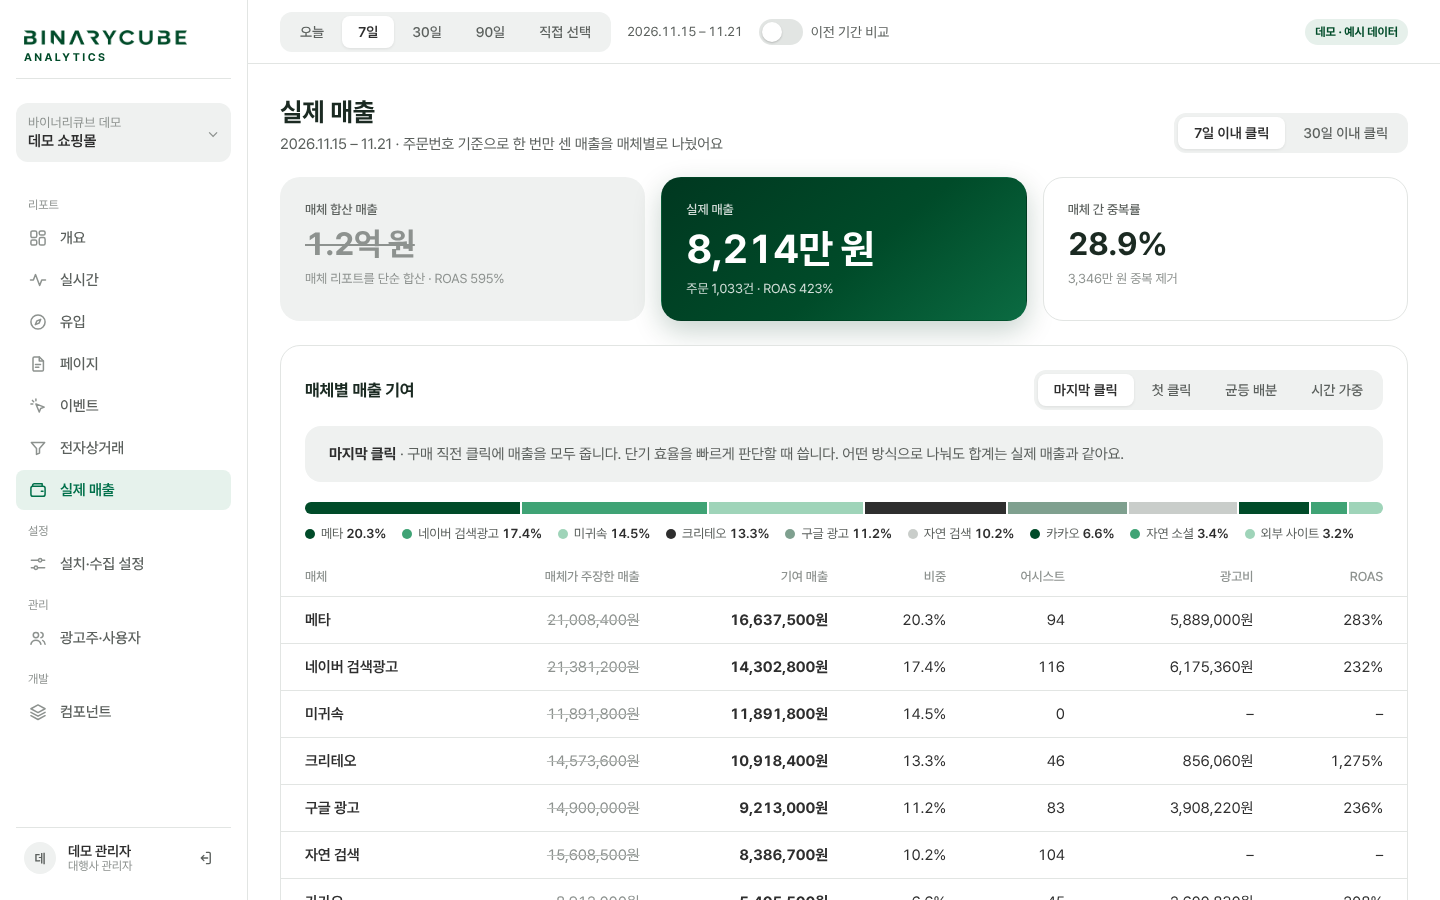 BINARYCUBE
ANALYTICS
바이너리큐브 데모
데모 쇼핑몰
리포트
개요
실시간
유입
페이지
이벤트
전자상거래
실제 매출
설정
설치·수집 설정
관리
광고주·사용자
개발
컴포넌트
데
데모 관리자
대행사 관리자
오늘 7일 30일 90일 직접 선택 2026.11.15 – 11.21 이전 기간 비교 데모 · 예시 데이터
실제 매출
2026.11.15 – 11.21 · 주문번호 기준으로 한 번만 센 매출을 매체별로 나눴어요
7일 이내 클릭 30일 이내 클릭
매체 합산 매출
1.2억 원
매체 리포트를 단순 합산 · ROAS 595%
실제 매출
8,214만 원
주문 1,033건 · ROAS 423%
매체 간 중복률
28.9%
3,346만 원 중복 제거
매체별 매출 기여
마지막 클릭 첫 클릭 균등 배분 시간 가중
마지막 클릭 · 구매 직전 클릭에 매출을 모두 줍니다. 단기 효율을 빠르게 판단할 때 씁니다. 어떤 방식으로 나눠도 합계는 실제 매출과 같아요.
메타 20.3% 네이버 검색광고 17.4% 미귀속 14.5% 크리테오 13.3% 구글 광고 11.2% 자연 검색 10.2% 카카오 6.6% 자연 소셜 3.4% 외부 사이트 3.2%
매체 매체가 주장한 매출 기여 매출 비중 어시스트 광고비 ROAS
메타 21,008,400원 16,637,500원 20.3% 94 5,889,000원 283%
네이버 검색광고 21,381,200원 14,302,800원 17.4% 116 6,175,360원 232%
미귀속 11,891,800원 11,891,800원 14.5% 0 – –
크리테오 14,573,600원 10,918,400원 13.3% 46 856,060원 1,275%
구글 광고 14,900,000원 9,213,000원 11.2% 83 3,908,220원 236%
자연 검색 15,608,500원 8,386,700원 10.2% 104 – –